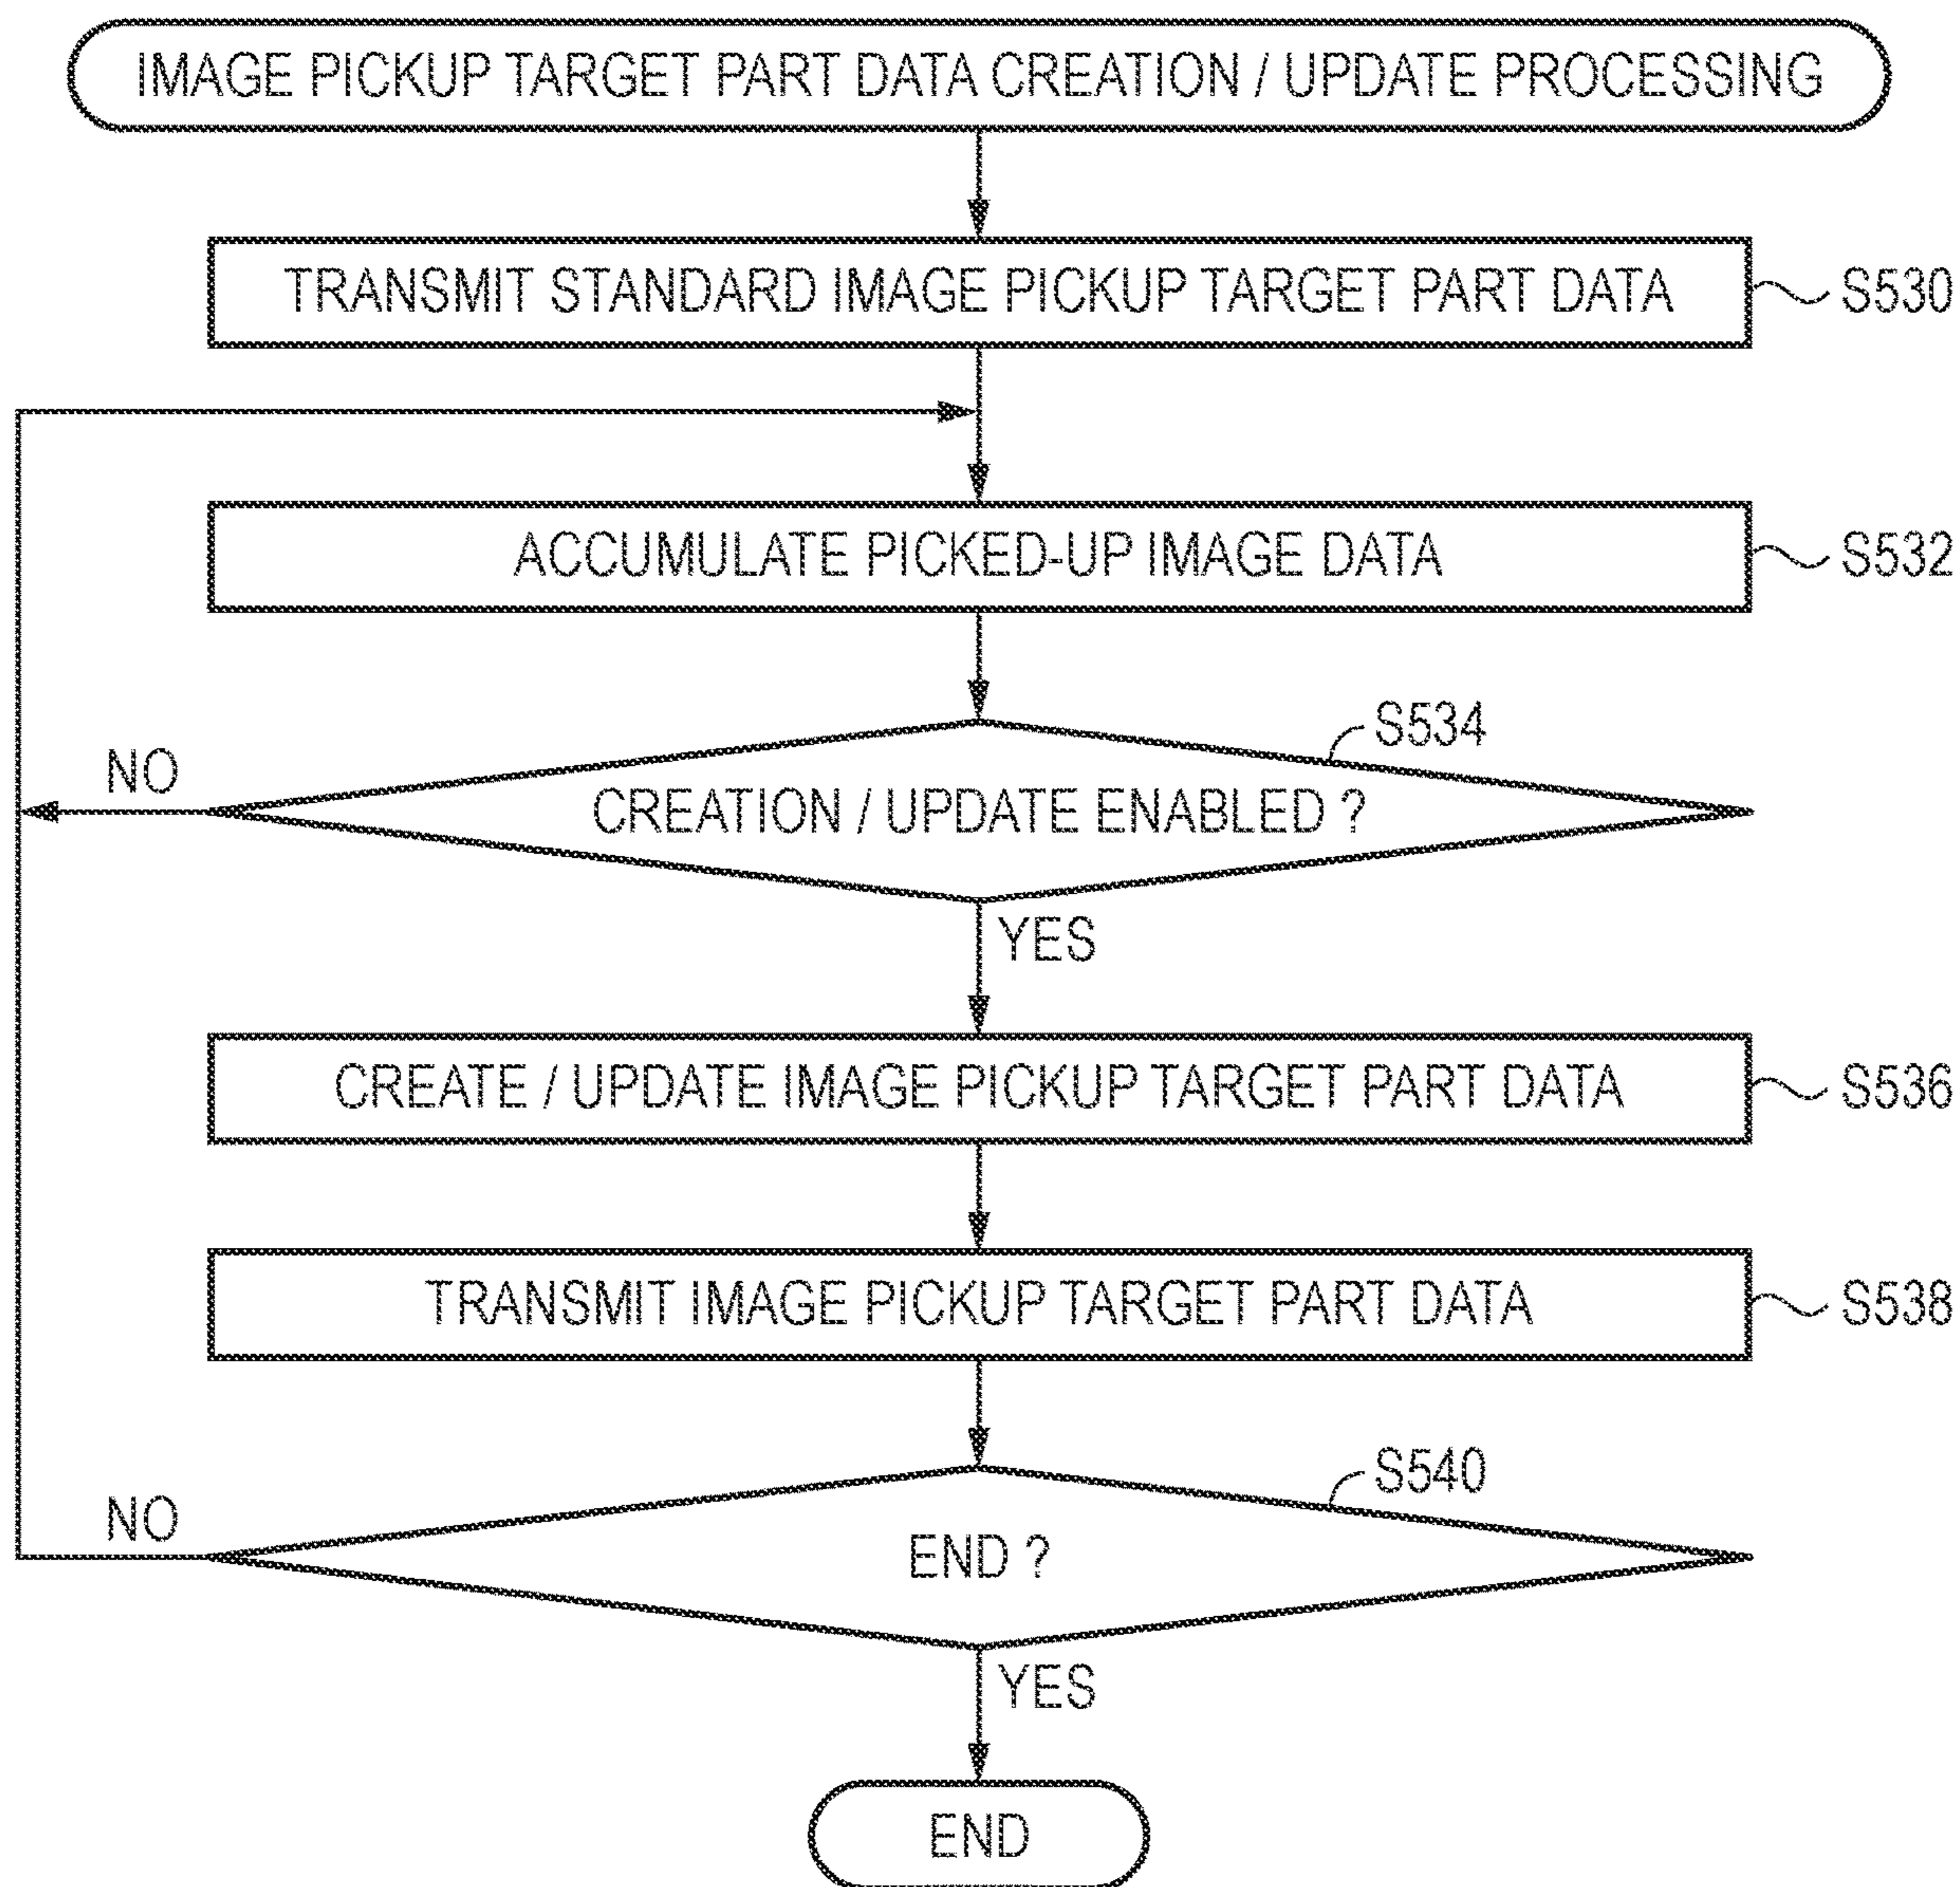 IMAGE PICKUP TARGET PART DATA CREATION / UPDATE PROCESSING
TRANSMIT STANDARD IMAGE PICKUP TARGET PART DATA
S530
ACCUMULATE PICKED-UP IMAGE DATA
S532
S534
NO
CREATION / UPDATE ENABLED ?
YES
CREATE / UPDATE IMAGE PICKUP TARGET PART DATA
S536
TRANSMIT IMAGE PICKUP TARGET PART DATA
S538
S540
NO
END ?
YES
END